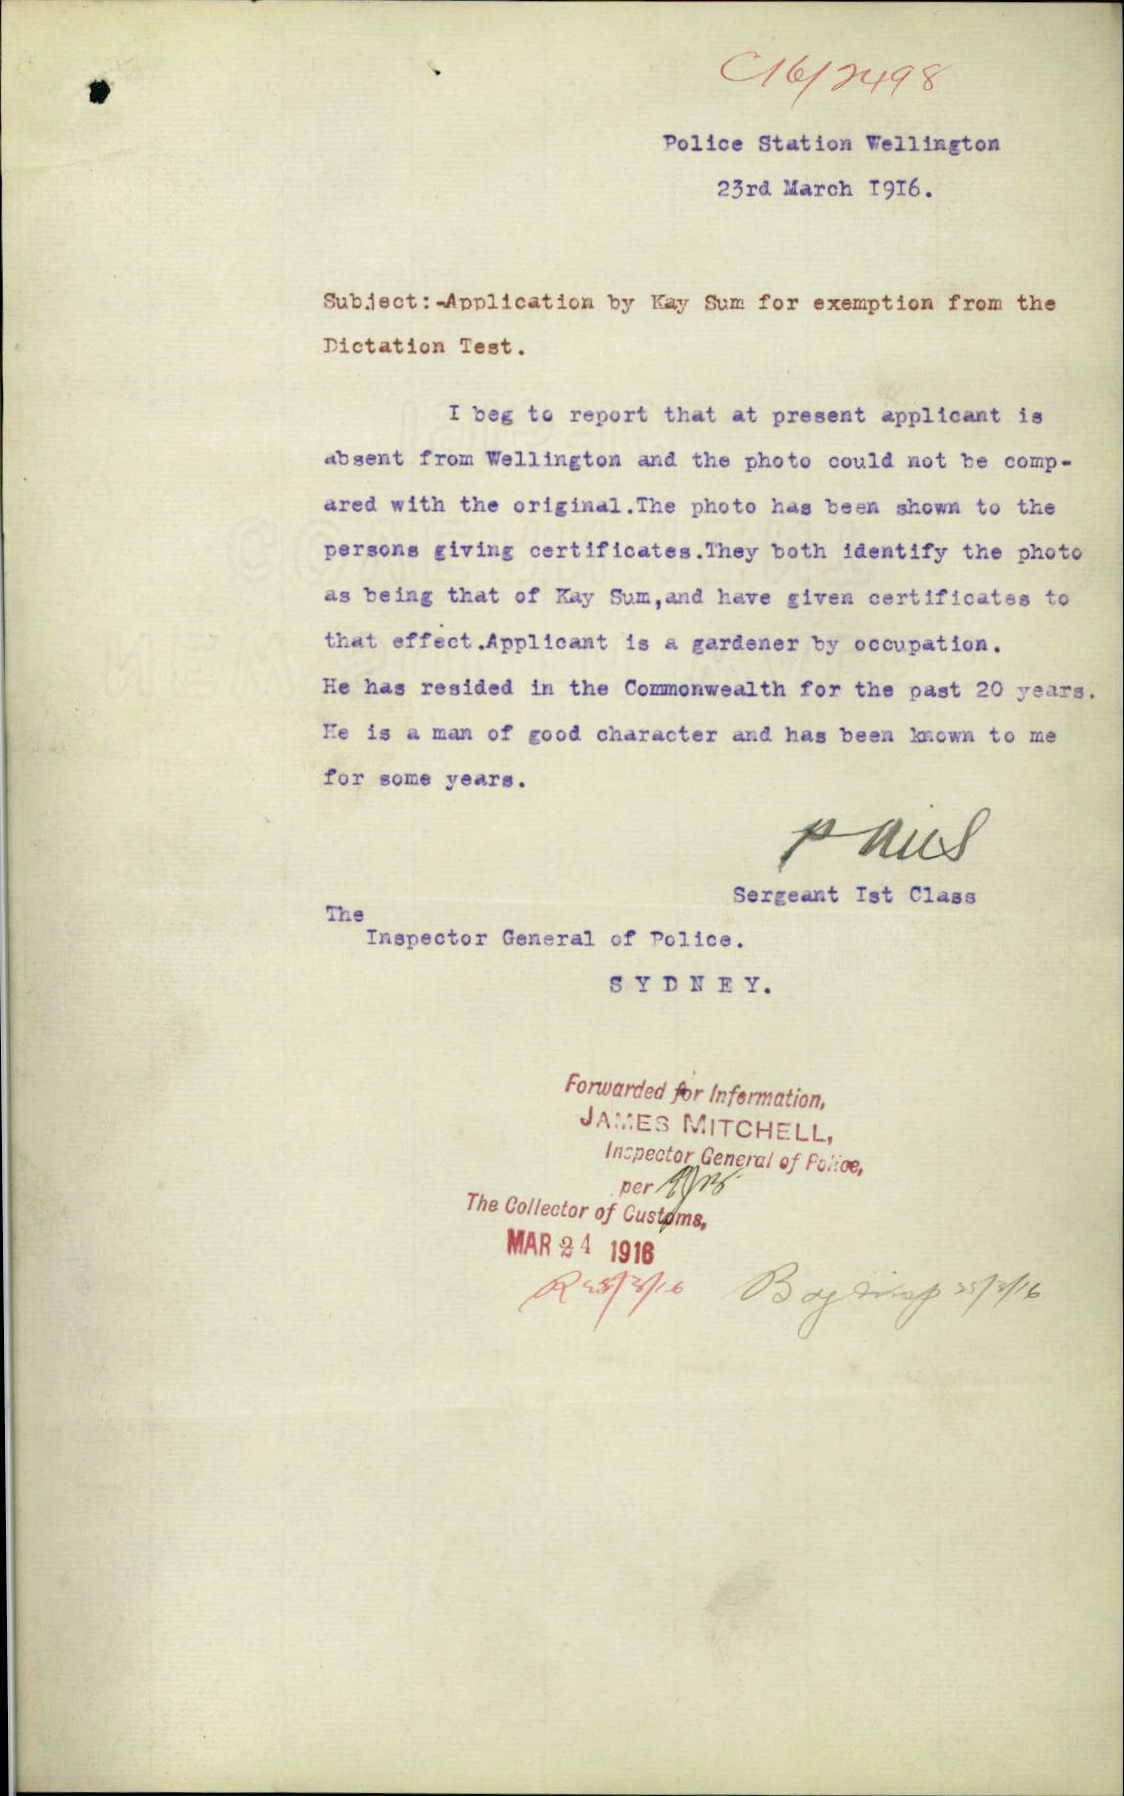 C16/2498
Police Station Wellington
23rd March I9I6.
Subject:-Application by Kay Sum for exemption from the
Dictation Test.
I beg to report that at present applicant is
absent from Wellington and the photo could not be comp-
ared with the original.The photo has been shown to the
persons giving certificates.They both identify the photo
as being that of Kay Sum,and have given certificates to
that effect.Applicant is a gardener by occupation.
He has resided in the Commonwealth for the past 20 years.
He is a man of good character and has been known to me
for some years.
Sergeant Ist Class
The
Inspector General of Police.
SYDNEY.
Forwarded for Information,
JAMES MITCHELL,
Inspector General of Police,
per
The Collector of Customs,
MAR 24 1916